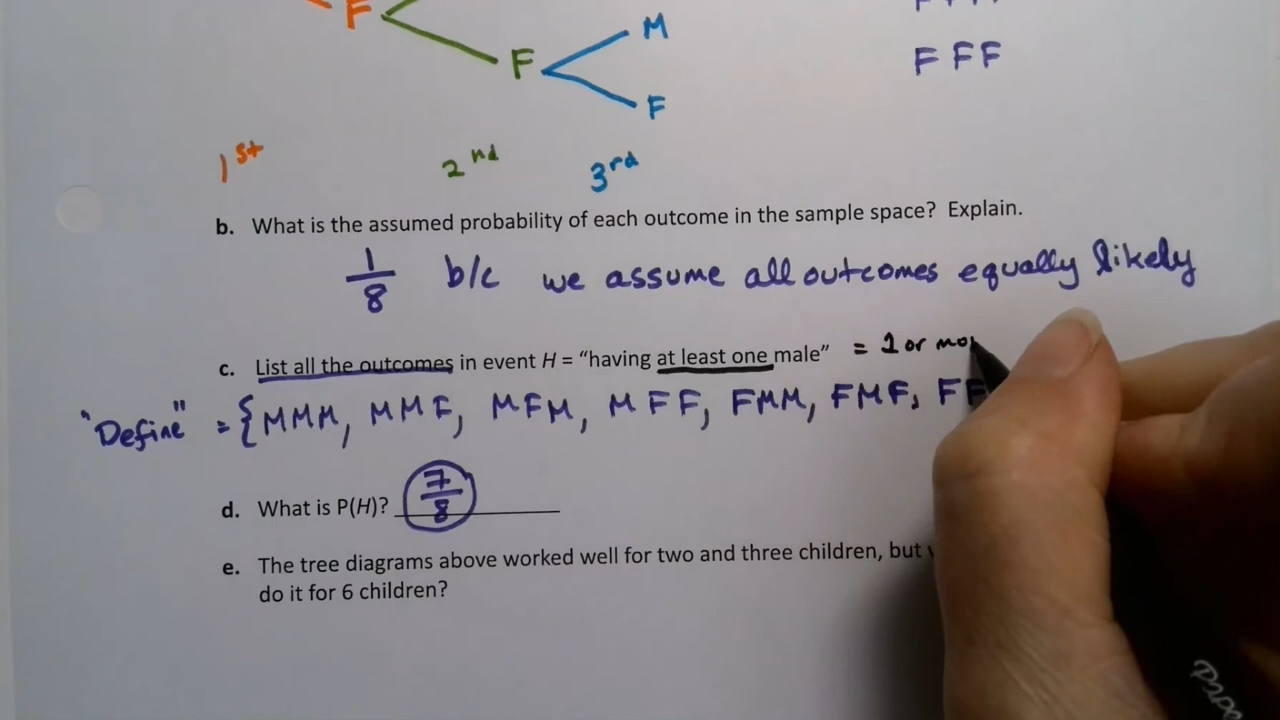 F
M
F
F
F F F
1st
2nd
3rd
b. What is the assumed probability of each outcome in the sample space? Explain.
1/8 b/c we assume all outcomes equally likely
c. List all the outcomes in event H = “having at least one male” = 1 or mo
"Define" = {MMM, MMF, MFM, MFF, FMM, FMF, FF
d. What is P(H)? 7/8
e. The tree diagrams above worked well for two and three children, but
do it for 6 children?